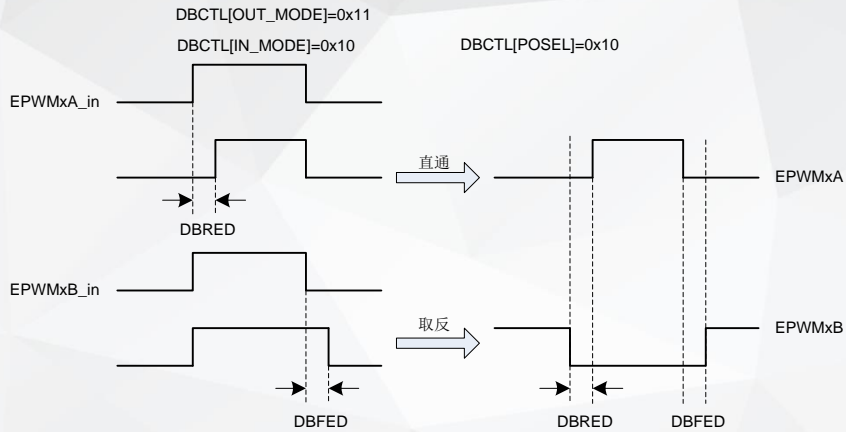 DBCTL[OUT_MODE]=0x11
DBCTL[IN_MODE]=0x10
DBCTL[POSEL]=0x10
EPWMxA_in
直通
EPWMxA
DBRED
EPWMxB_in
取反
EPWMxB
DBFED
DBRED
DBFED